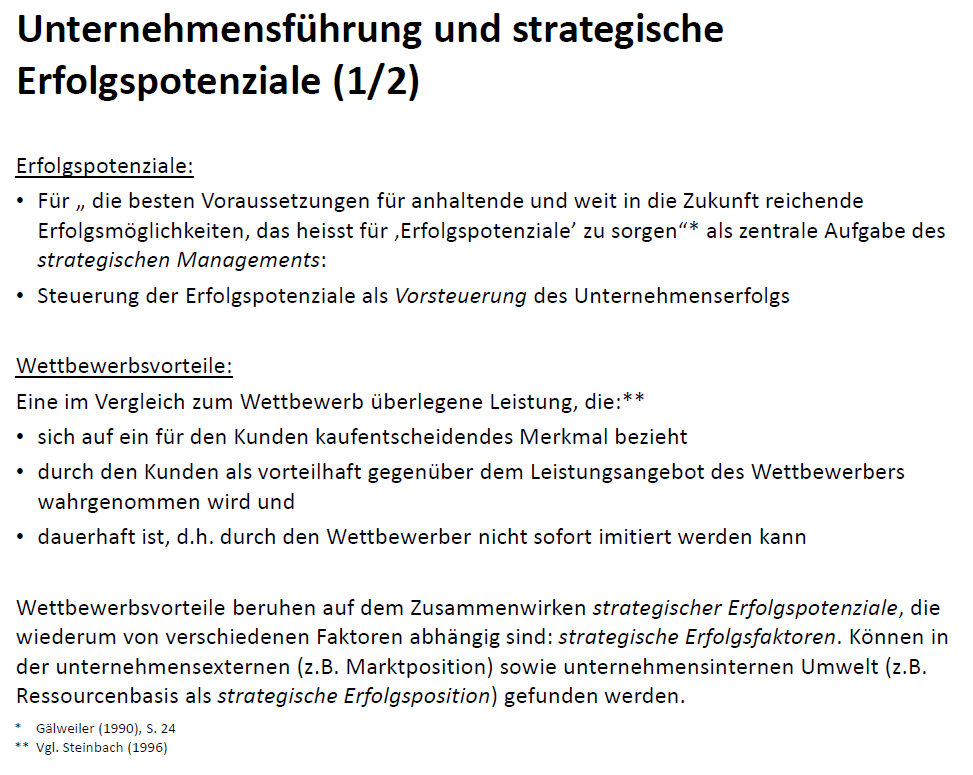 Unternehmensführung und strategische
Erfolgspotenziale (1/2)
Erfolgspotenziale:
• Für „ die besten Voraussetzungen für anhaltende und weit in die Zukunft reichende
Erfolgsmöglichkeiten, das heisst für ‚Erfolgspotenziale’ zu sorgen“* als zentrale Aufgabe des
strategischen Managements:
• Steuerung der Erfolgspotenziale als Vorsteuerung des Unternehmenserfolgs
Wettbewerbsvorteile:
Eine im Vergleich zum Wettbewerb überlegene Leistung, die:**
• sich auf ein für den Kunden kaufentscheidendes Merkmal bezieht
• durch den Kunden als vorteilhaft gegenüber dem Leistungsangebot des Wettbewerbers
wahrgenommen wird und
• dauerhaft ist, d.h. durch den Wettbewerber nicht sofort imitiert werden kann
Wettbewerbsvorteile beruhen auf dem Zusammenwirken strategischer Erfolgspotenziale, die
wiederum von verschiedenen Faktoren abhängig sind: strategische Erfolgsfaktoren. Können in
der unternehmensexternen (z.B. Marktposition) sowie unternehmensinternen Umwelt (z.B.
Ressourcenbasis als strategische Erfolgsposition) gefunden werden.
* Gälweiler (1990), S. 24
** Vgl. Steinbach (1996)